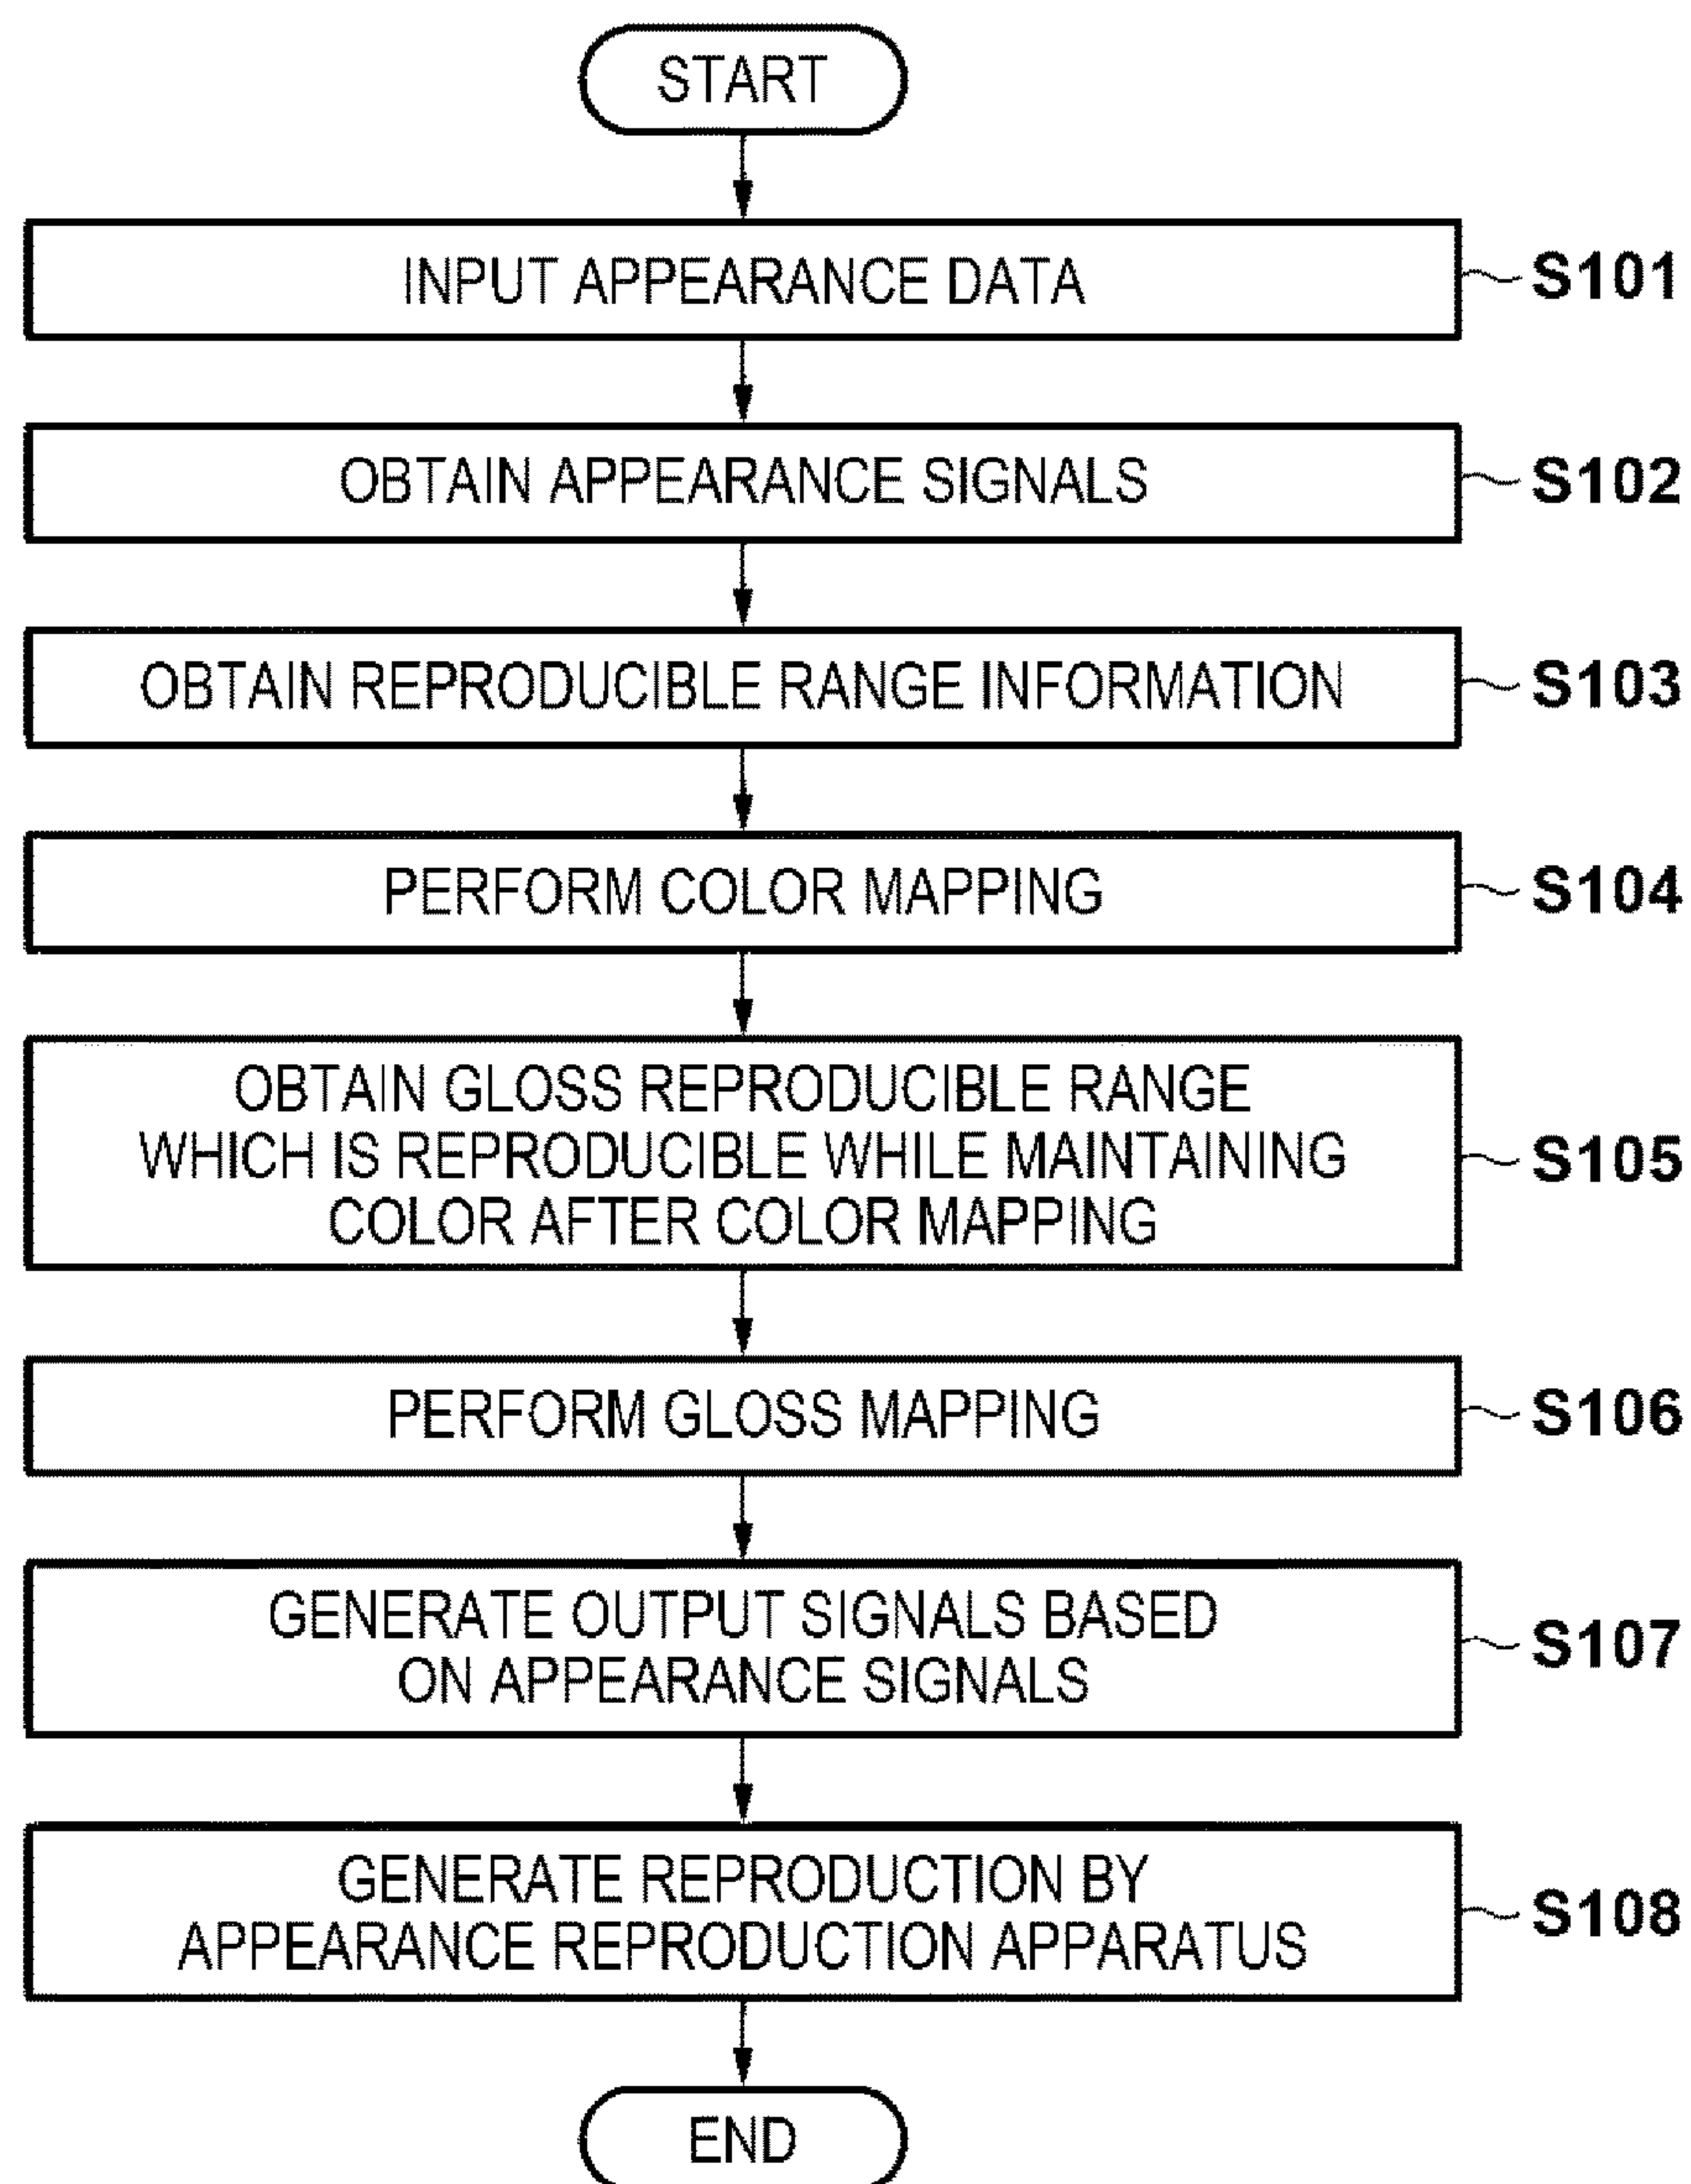 START
INPUT APPEARANCE DATA
S101
OBTAIN APPEARANCE SIGNALS
S102
OBTAIN REPRODUCIBLE RANGE INFORMATION
S103
PERFORM COLOR MAPPING
S104
OBTAIN GLOSS REPRODUCIBLE RANGE
WHICH IS REPRODUCIBLE WHILE MAINTAINING
COLOR AFTER COLOR MAPPING
S105
PERFORM GLOSS MAPPING
S106
GENERATE OUTPUT SIGNALS BASED
ON APPEARANCE SIGNALS
S107
GENERATE REPRODUCTION BY
APPEARANCE REPRODUCTION APPARATUS
S108
END